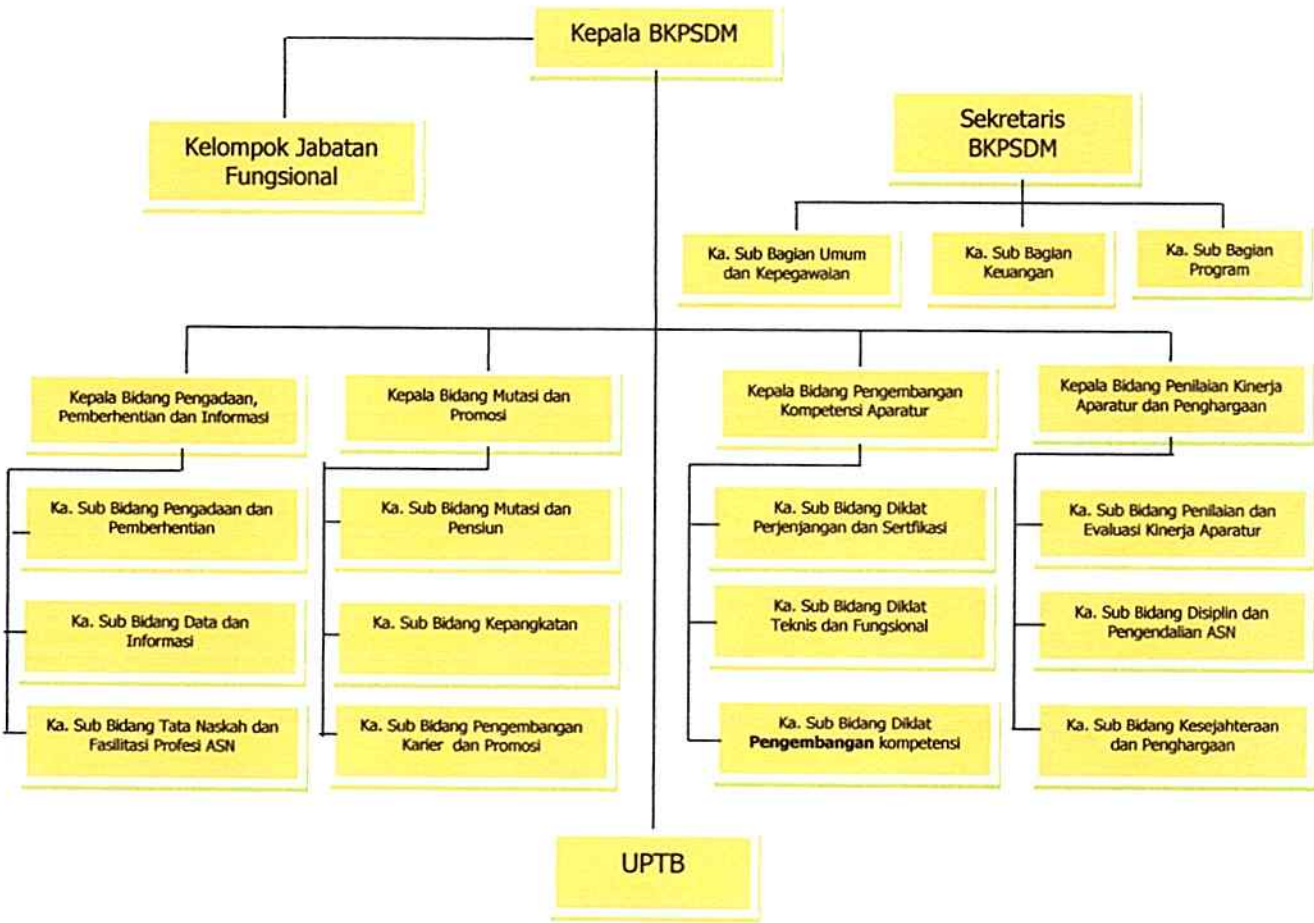 Kepala BKPSDM
Kelompok Jabatan
Fungsional
Sekretaris
BKPSDM
Ka. Sub Bagian Umum
dan Kepegawaian
Ka. Sub Bagian
Keuangan
Ka. Sub Bagian
Program
Kepala Bidang Pengadaan,
Pemberhentian dan Informasi
Kepala Bidang Mutasi dan
Promosi
Kepala Bidang Pengembangan
Kompetensi Aparatur
Kepala Bidang Penilaian Kinerja
Aparatur dan Penghargaan
Ka. Sub Bidang Pengadaan dan
Pemberhentian
Ka. Sub Bidang Mutasi dan
Pensiun
Ka. Sub Bidang Diklat
Perjenjangan dan Sertfikasi
Ka. Sub Bidang Penilaian dan
Evaluasi Kinerja Aparatur
Ka. Sub Bidang Data dan
Informasi
Ka. Sub Bidang Kepangkatan
Ka. Sub Bidang Diklat
Teknis dan Fungsional
Ka. Sub Bidang Disiplin dan
Pengendalian ASN
Ka. Sub Bidang Tata Naskah dan
Fasilitasi Profesi ASN
Ka. Sub Bidang Pengembangan
Karier dan Promosi
Ka. Sub Bidang Diklat
Pengembangan kompetensi
Ka. Sub Bidang Kesejahteraan
dan Penghargaan
UPTB